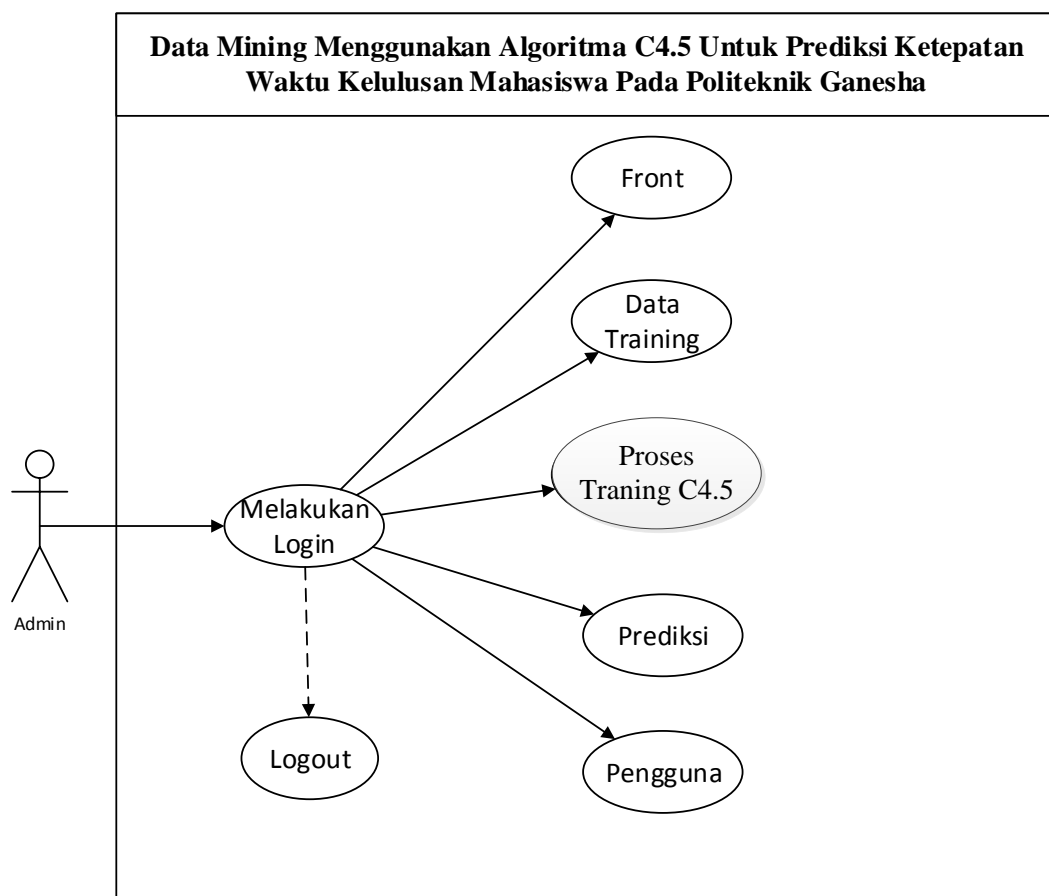 Data Mining Menggunakan Algoritma C4.5 Untuk Prediksi Ketepatan
Waktu Kelulusan Mahasiswa Pada Politeknik Ganesha
Front
Data
Training
Proses
Traning C4.5
Melakukan
Login
Admin
Prediksi
Logout
Pengguna